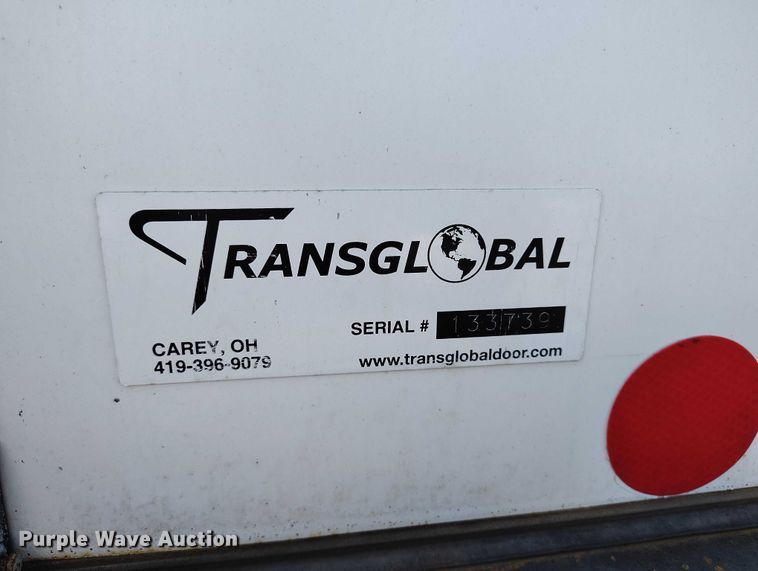 TRANSGLOBAL
SERIAL # 133739
CAREY, OH
419-396-9079
www.transglobaldoor.com
Purple Wave Auction